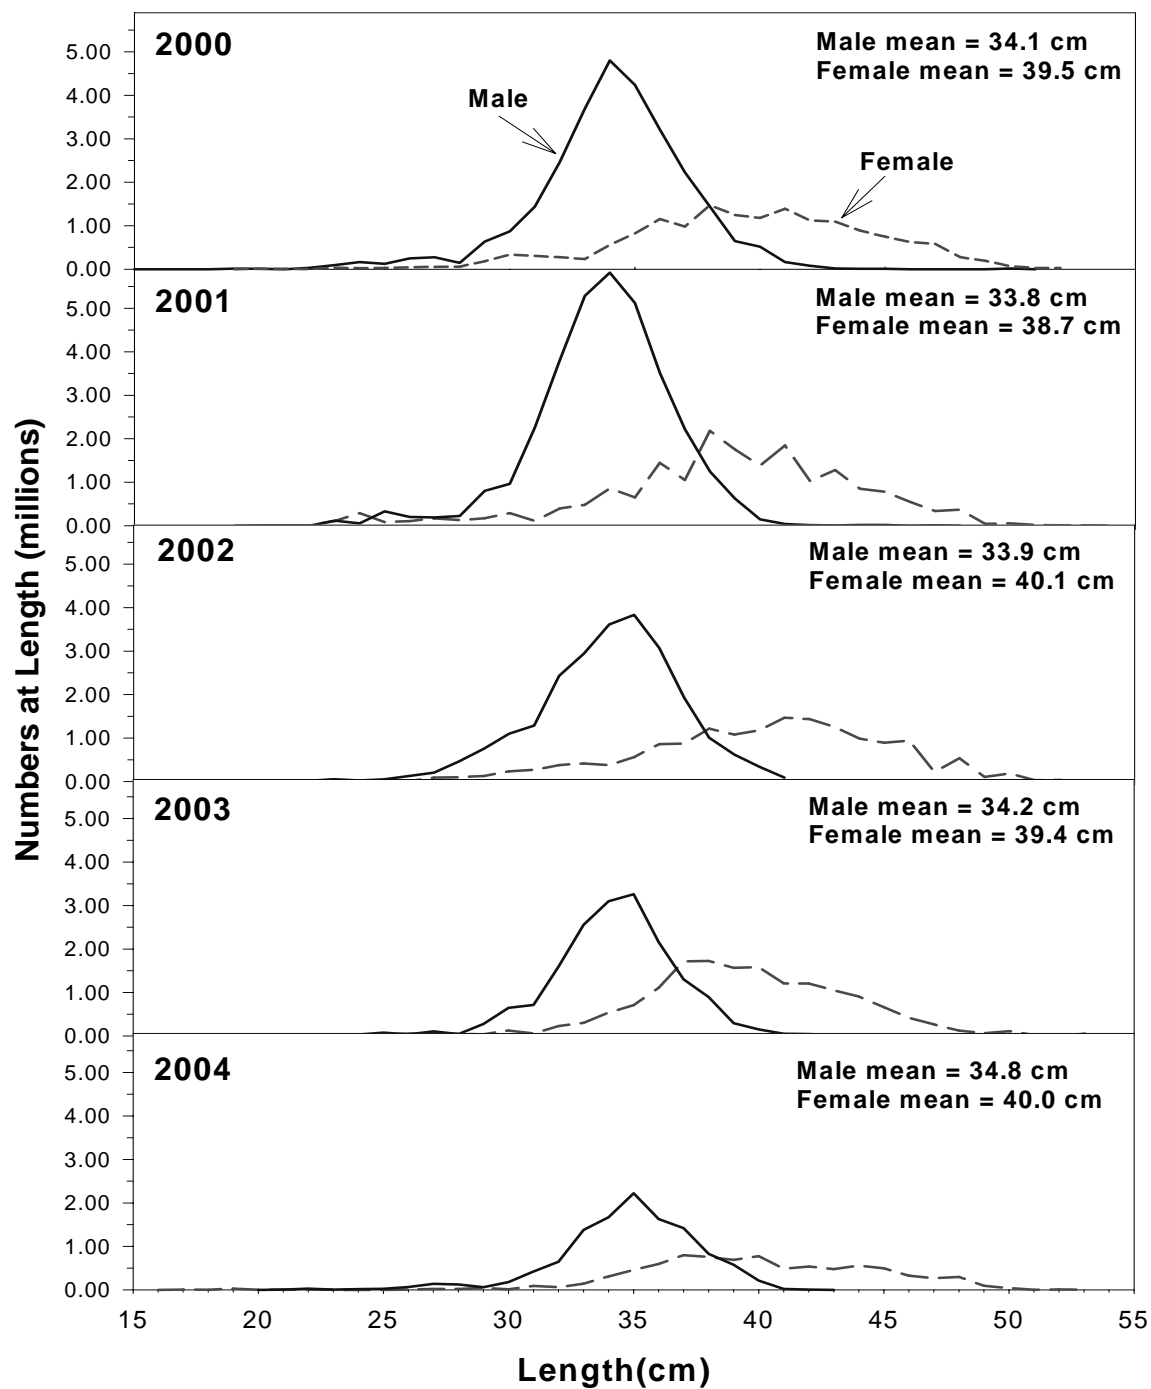 2000
Male mean = 34.1 cm
Female mean = 39.5 cm
Male
Female
5.00
4.00
3.00
2.00
1.00
0.00
2001
Male mean = 33.8 cm
Female mean = 38.7 cm
5.00
4.00
3.00
2.00
1.00
0.00
2002
Male mean = 33.9 cm
Female mean = 40.1 cm
5.00
4.00
3.00
2.00
1.00
0.00
2003
Male mean = 34.2 cm
Female mean = 39.4 cm
5.00
4.00
3.00
2.00
1.00
0.00
2004
Male mean = 34.8 cm
Female mean = 40.0 cm
5.00
4.00
3.00
2.00
1.00
0.00
Numbers at Length (millions)
15 20 25 30 35 40 45 50 55
Length(cm)